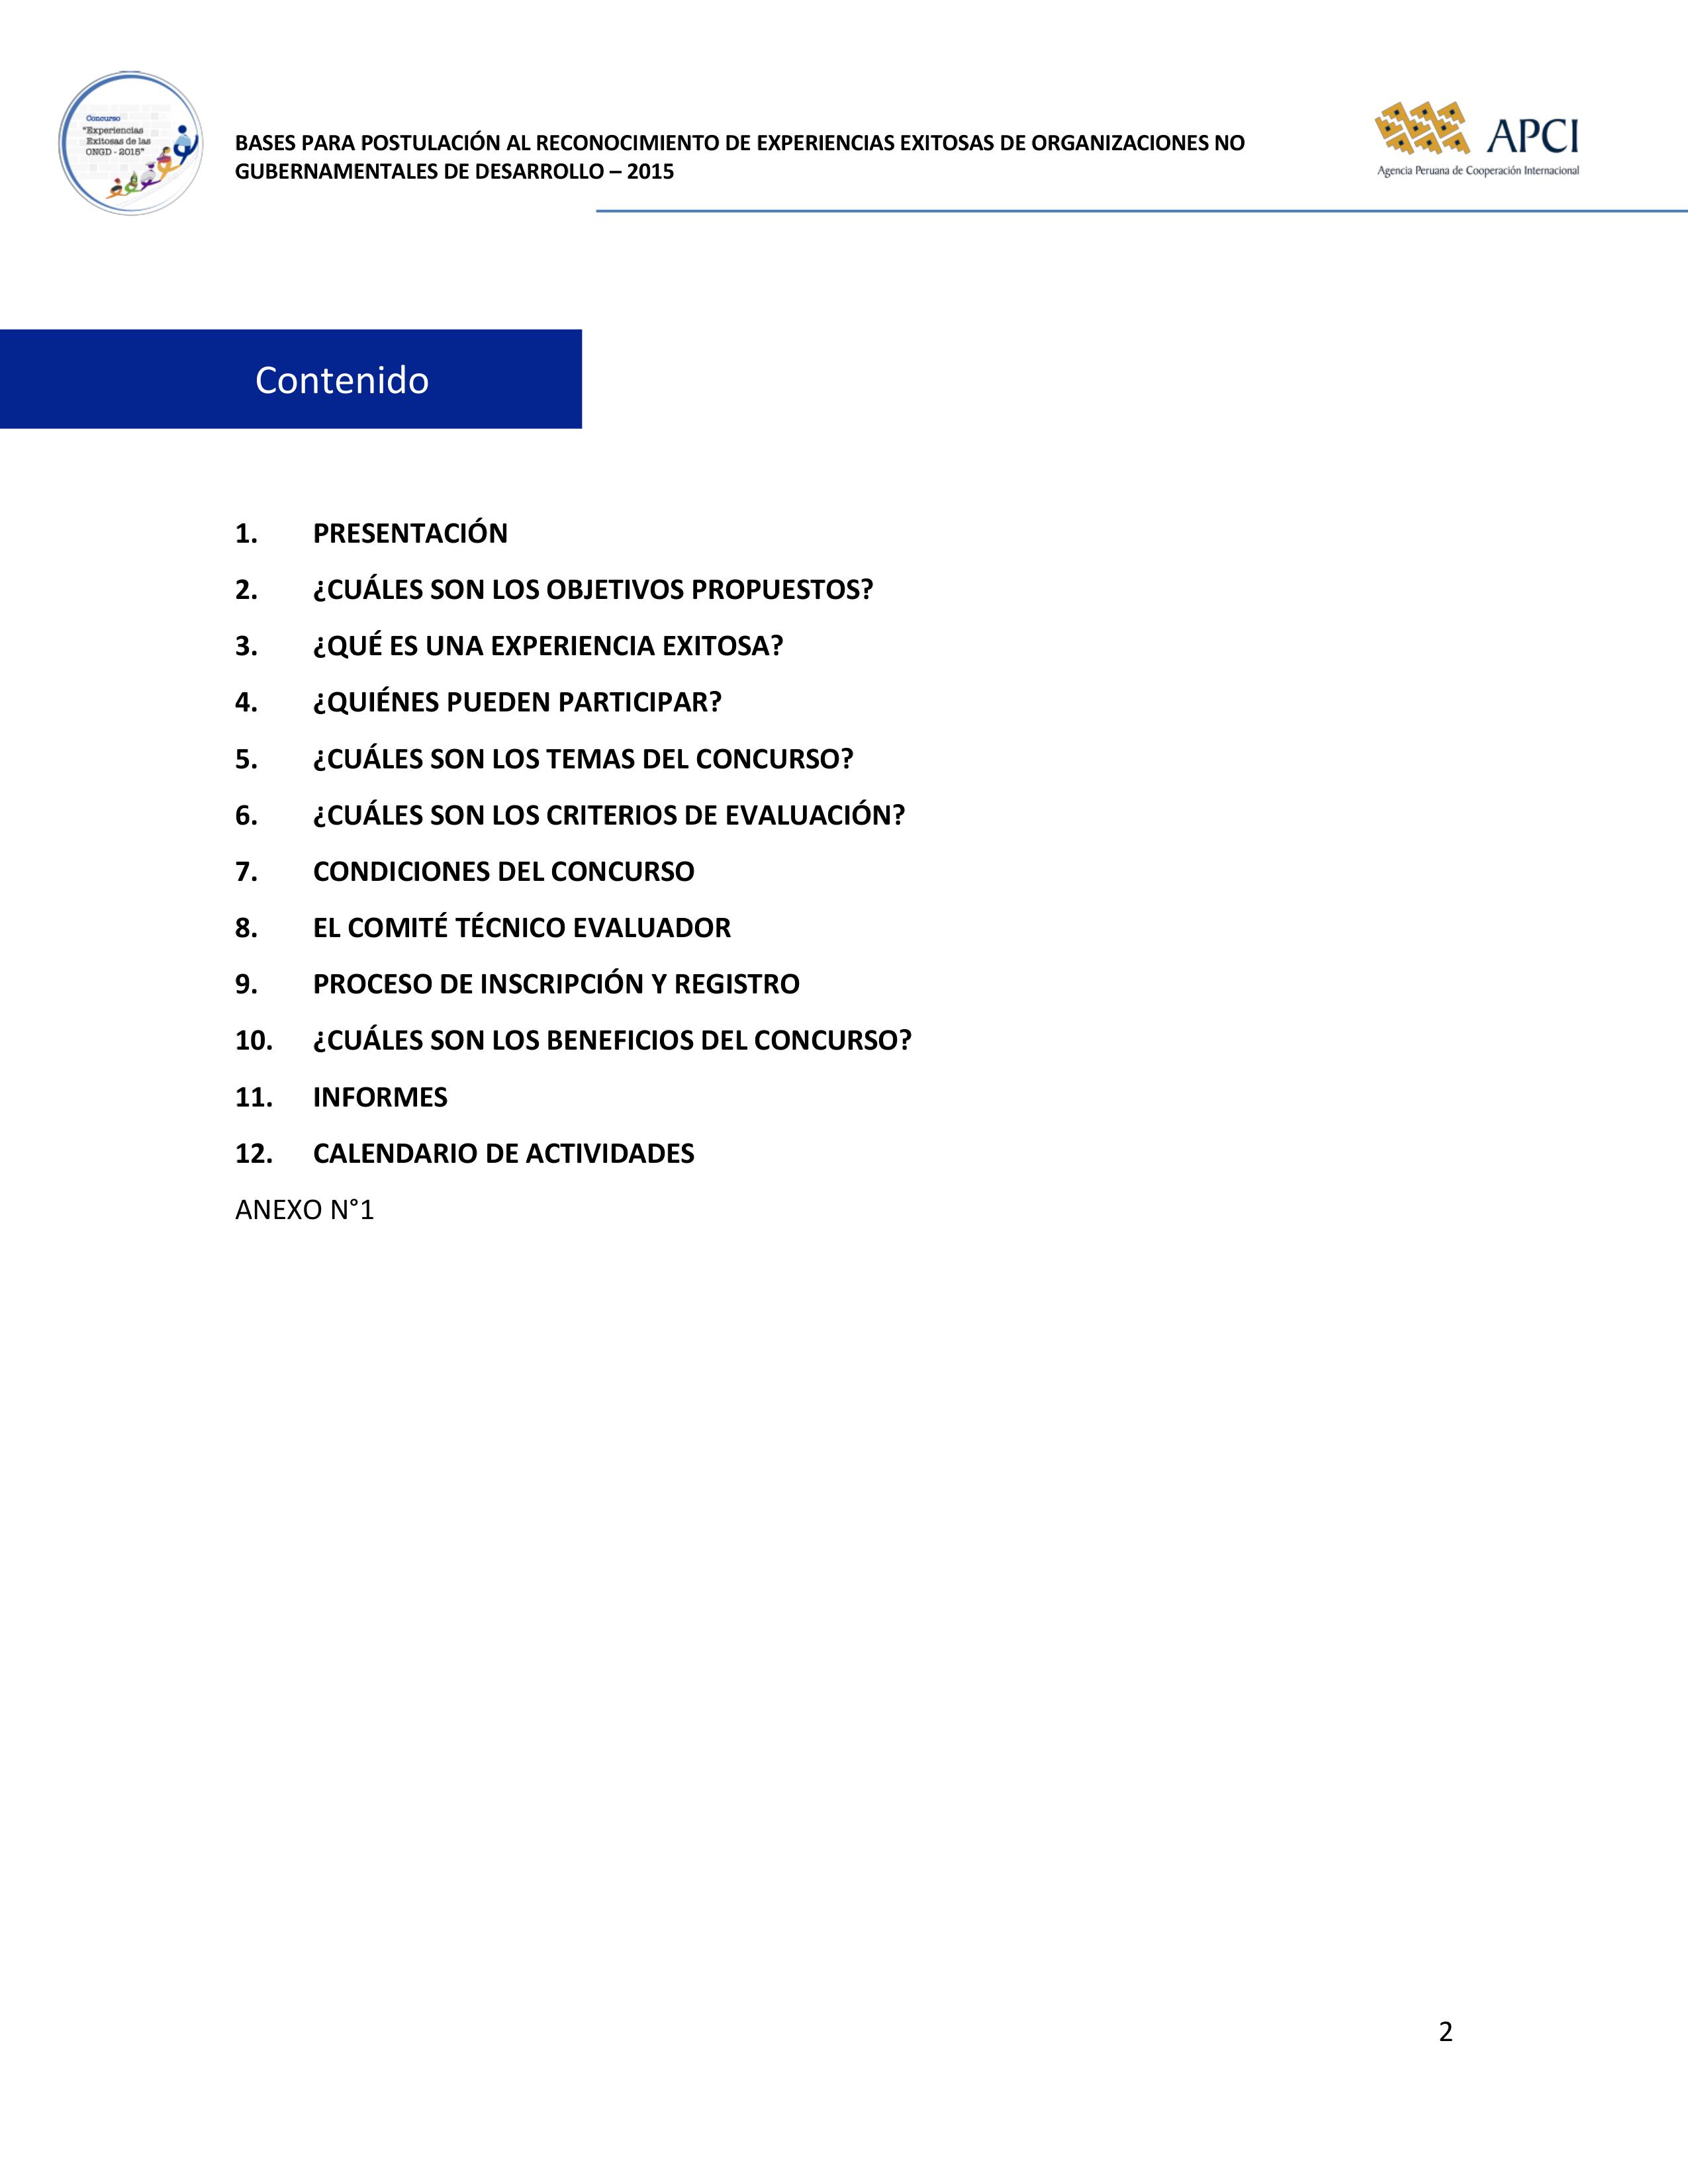 Concurso
"Experiencias
Exitosas de las
ONGD - 2015"
BASES PARA POSTULACIÓN AL RECONOCIMIENTO DE EXPERIENCIAS EXITOSAS DE ORGANIZACIONES NO
GUBERNAMENTALES DE DESARROLLO – 2015
APCI
Agencia Peruana de Cooperación Internacional
Contenido
1. PRESENTACIÓN
2. ¿CUÁLES SON LOS OBJETIVOS PROPUESTOS?
3. ¿QUÉ ES UNA EXPERIENCIA EXITOSA?
4. ¿QUIÉNES PUEDEN PARTICIPAR?
5. ¿CUÁLES SON LOS TEMAS DEL CONCURSO?
6. ¿CUÁLES SON LOS CRITERIOS DE EVALUACIÓN?
7. CONDICIONES DEL CONCURSO
8. EL COMITÉ TÉCNICO EVALUADOR
9. PROCESO DE INSCRIPCIÓN Y REGISTRO
10. ¿CUÁLES SON LOS BENEFICIOS DEL CONCURSO?
11. INFORMES
12. CALENDARIO DE ACTIVIDADES
ANEXO N°1
2